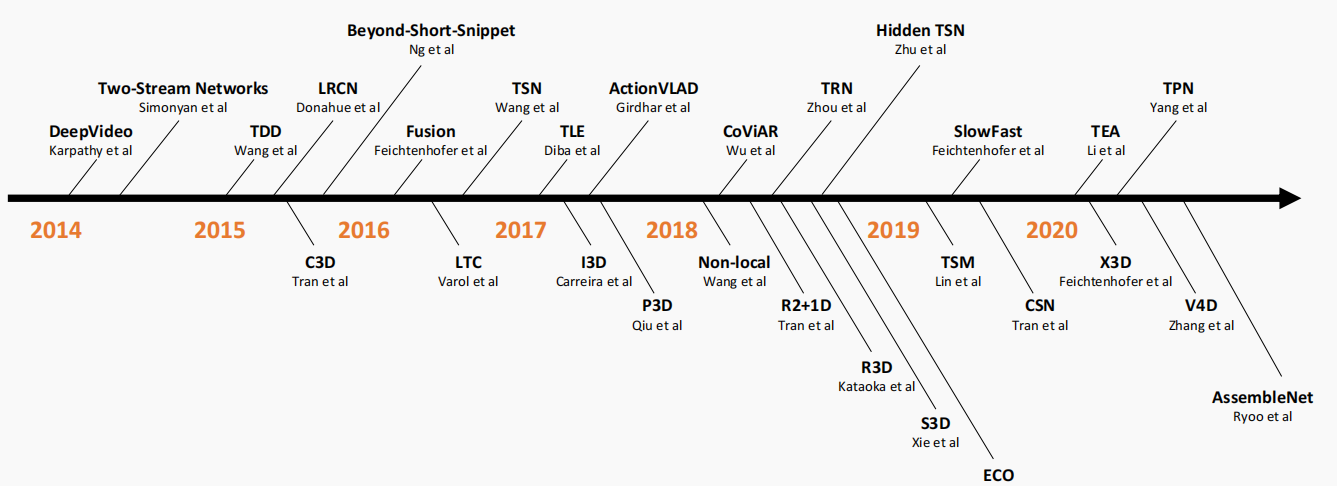 Beyond-Short-Snippet
Ng et al
Hidden TSN
Zhu et al
Two-Stream Networks
Simonyan et al
LRCN
Donahue et al
TSN
Wang et al
ActionVLAD
Girdhar et al
TRN
Zhou et al
TPN
Yang et al
DeepVideo
Karpathy et al
TDD
Wang et al
Fusion
Feichtenhofer et al
TLE
Diba et al
CoViAR
Wu et al
SlowFast
Feichtenhofer et al
TEA
Li et al
2014
2015
2016
2017
2018
2019
2020
C3D
Tran et al
LTC
Varol et al
I3D
Carreira et al
Non-local
Wang et al
TSM
Lin et al
X3D
Feichtenhofer et al
P3D
Qiu et al
R2+1D
Tran et al
CSN
Tran et al
V4D
Zhang et al
R3D
Kataoka et al
AssembleNet
Ryoo et al
S3D
Xie et al
ECO